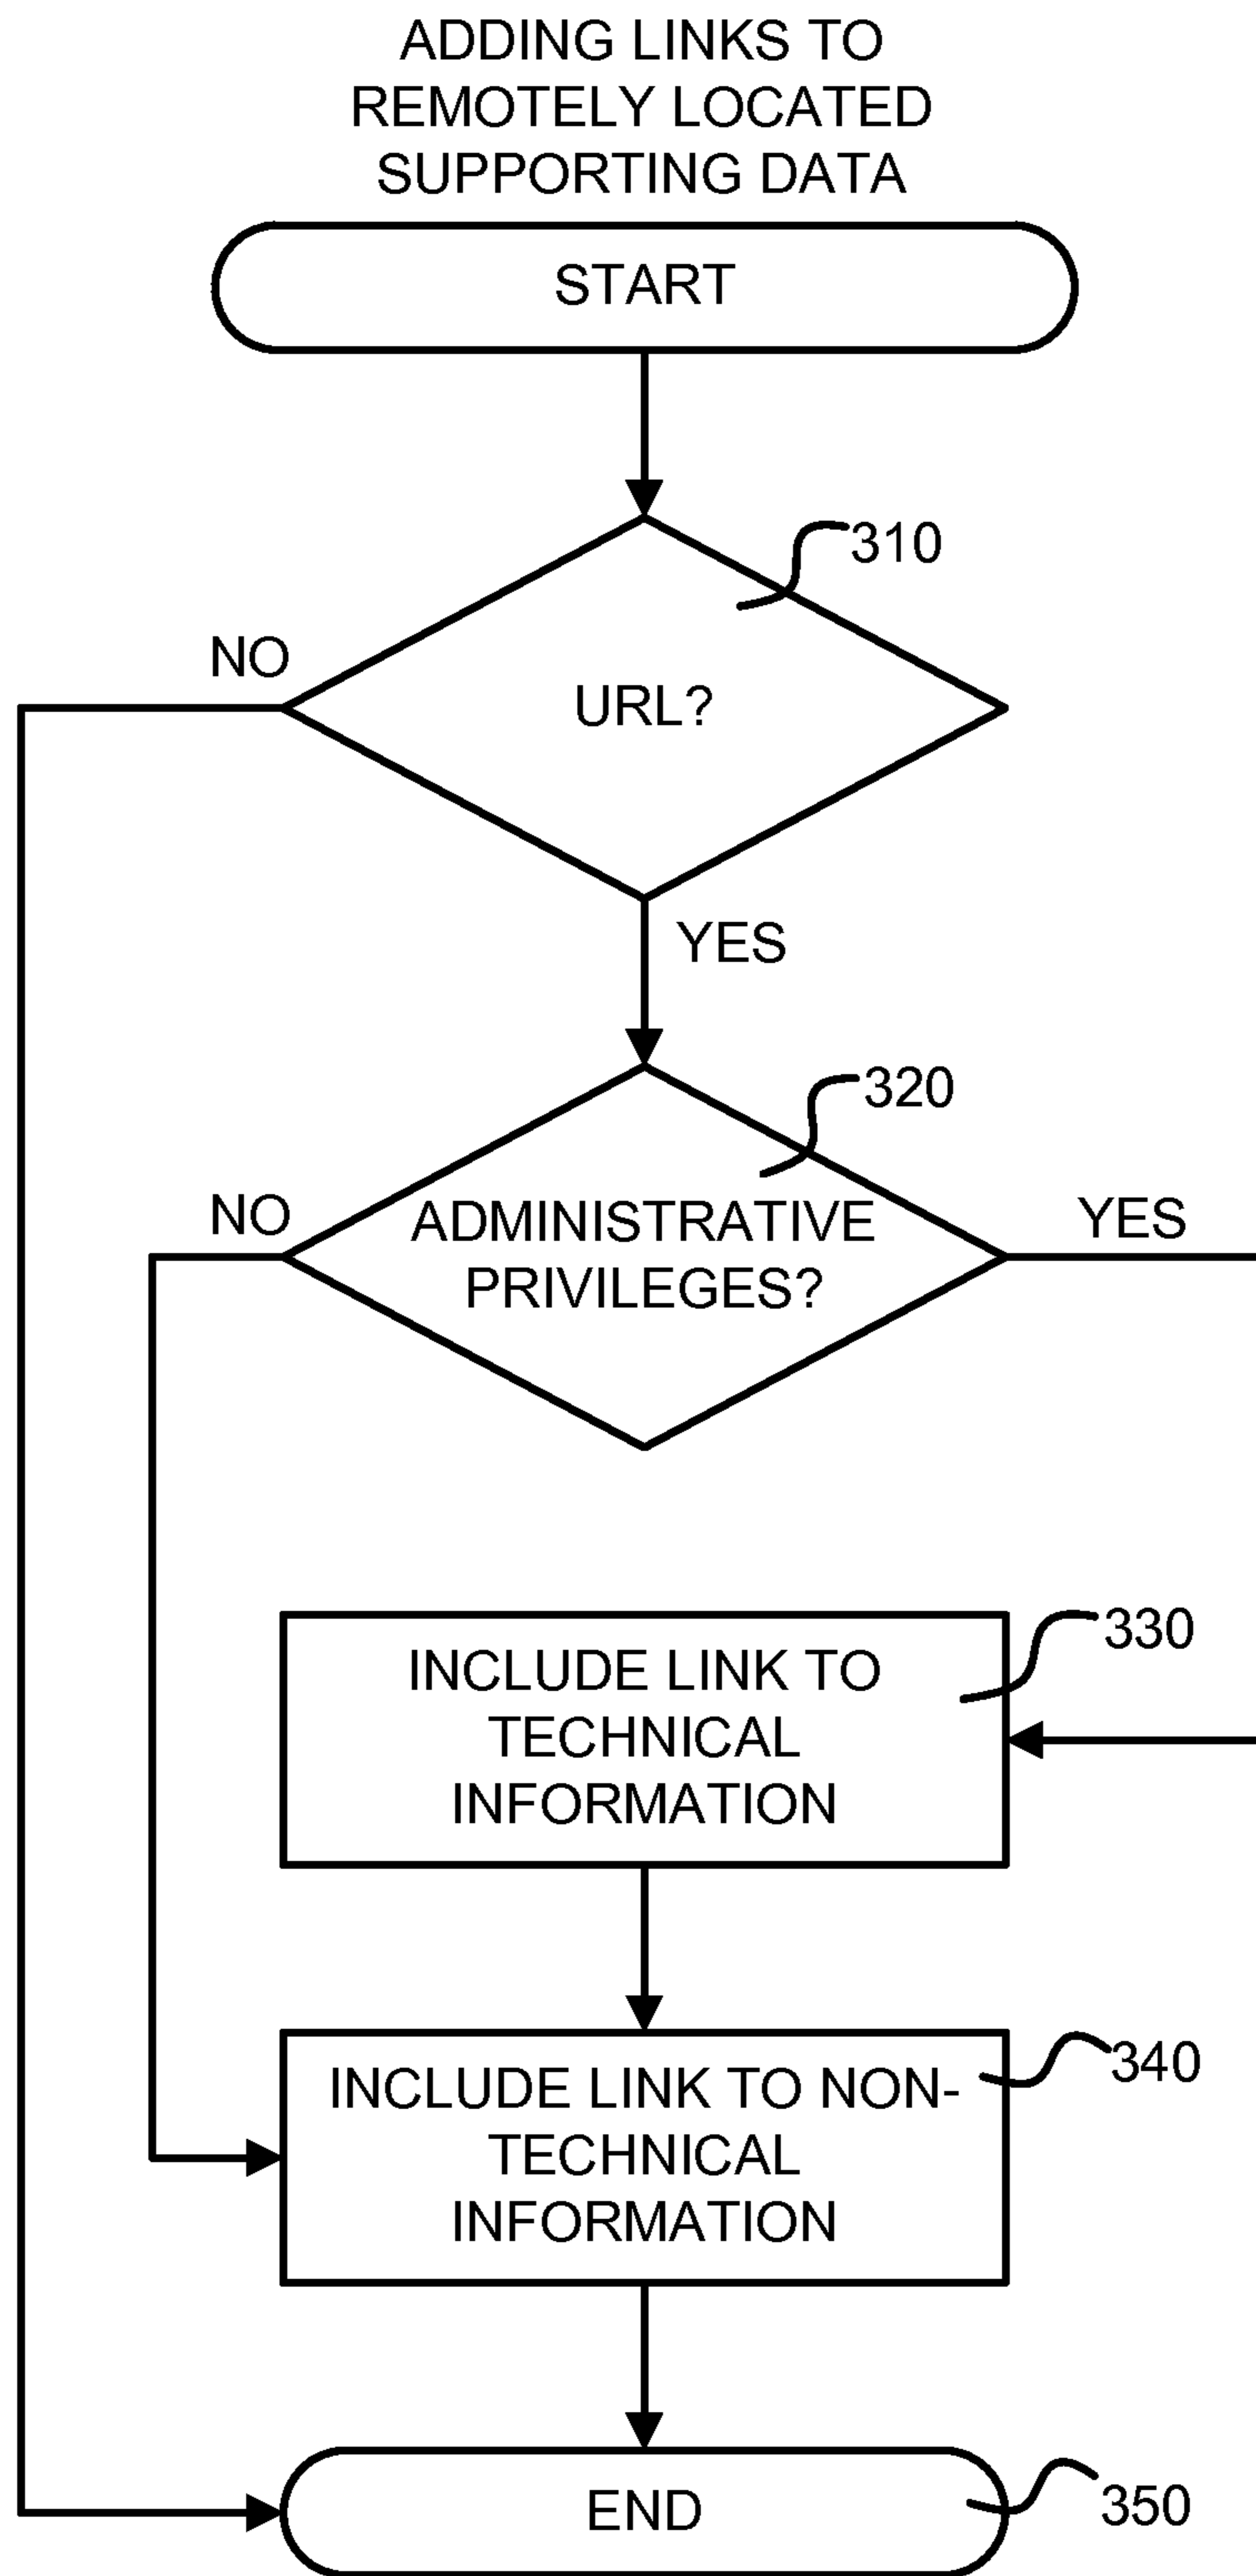 ADDING LINKS TO
REMOTELY LOCATED
SUPPORTING DATA
START
310
NO
URL?
YES
320
NO
ADMINISTRATIVE
PRIVILEGES?
YES
330
INCLUDE LINK TO
TECHNICAL
INFORMATION
340
INCLUDE LINK TO NON-
TECHNICAL
INFORMATION
END
350